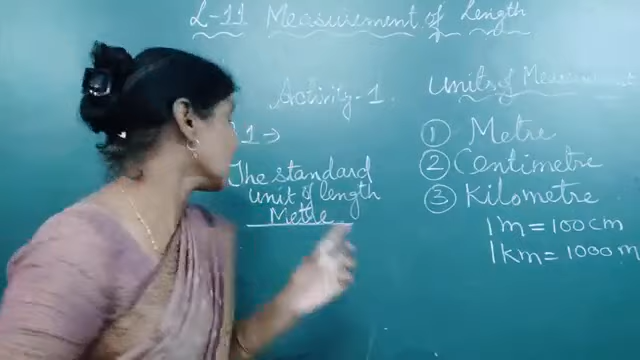 L-11 Measurement of Length
Activity-1.
1 →
The standard
unit of length
Metre
Units of Measurement
① Metre
② Centimetre
③ Kilometre
1 m = 100 cm
1 km = 1000 m